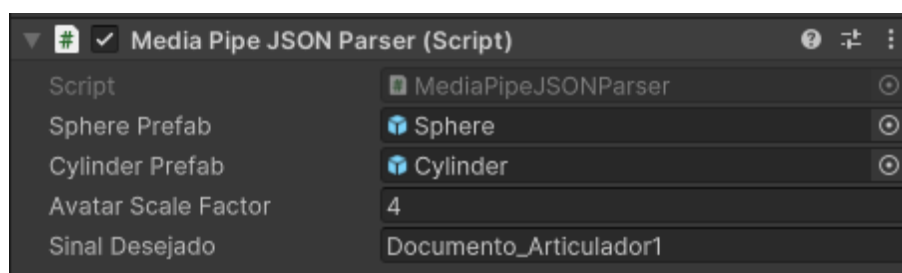 Media Pipe JSON Parser (Script)
Script MediaPipeJSONParser
Sphere Prefab Sphere
Cylinder Prefab Cylinder
Avatar Scale Factor 4
Sinal Desejado Documento_Articulador1